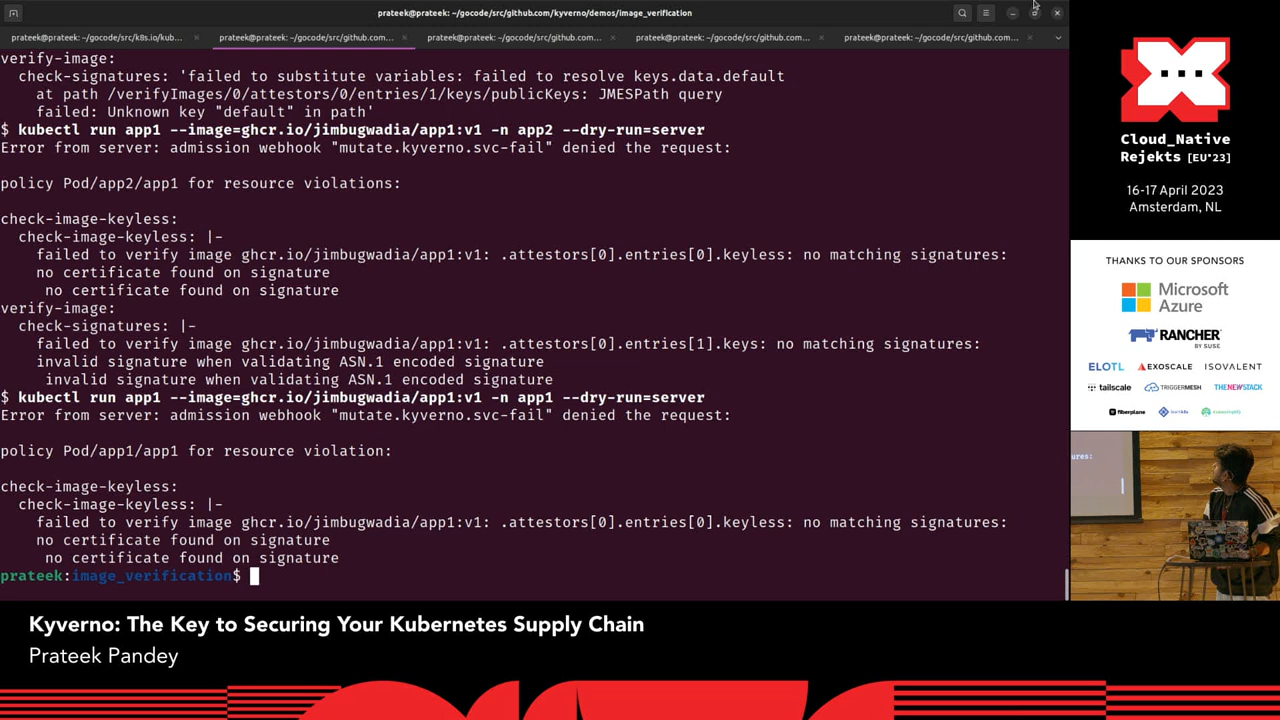 prateek@prateek: ~/gocode/src/github.com/kyverno/demos/image_verification
prateek@prateek: ~/gocode/src/k8s.io/kub...
prateek@prateek: ~/gocode/src/github.com...
prateek@prateek: ~/gocode/src/github.com...
prateek@prateek: ~/gocode/src/github.com...
prateek@prateek: ~/gocode/src/github.com...
verify-image:
check-signatures: 'failed to substitute variables: failed to resolve keys.data.default
at path /verifyImages/0/attestors/0/entries/1/keys/publicKeys: JMESPath query
failed: Unknown key "default" in path'
$ kubectl run app1 --image=ghcr.io/jimbugwadia/app1:v1 -n app2 --dry-run=server
Error from server: admission webhook "mutate.kyverno.svc-fail" denied the request:
policy Pod/app2/app1 for resource violations:
check-image-keyless:
check-image-keyless: |-
failed to verify image ghcr.io/jimbugwadia/app1:v1: .attestors[0].entries[0].keyless: no matching signatures:
no certificate found on signature
no certificate found on signature
verify-image:
check-signatures: |-
failed to verify image ghcr.io/jimbugwadia/app1:v1: .attestors[0].entries[1].keys: no matching signatures:
invalid signature when validating ASN.1 encoded signature
invalid signature when validating ASN.1 encoded signature
$ kubectl run app1 --image=ghcr.io/jimbugwadia/app1:v1 -n app1 --dry-run=server
Error from server: admission webhook "mutate.kyverno.svc-fail" denied the request:
policy Pod/app1/app1 for resource violation:
check-image-keyless:
check-image-keyless: |-
failed to verify image ghcr.io/jimbugwadia/app1:v1: .attestors[0].entries[0].keyless: no matching signatures:
no certificate found on signature
no certificate found on signature
prateek:image_verification$
Cloud_Native
Rejekts [EU'23]
16-17 April 2023
Amsterdam, NL
THANKS TO OUR SPONSORS
Microsoft
Azure
RANCHER
BY SUSE
ELOTL
EXOSCALE
ISOVALENT
tailscale
TRIGGERMESH
THENEWSTACK
fiberplane
ures:
Kyverno: The Key to Securing Your Kubernetes Supply Chain
Prateek Pandey